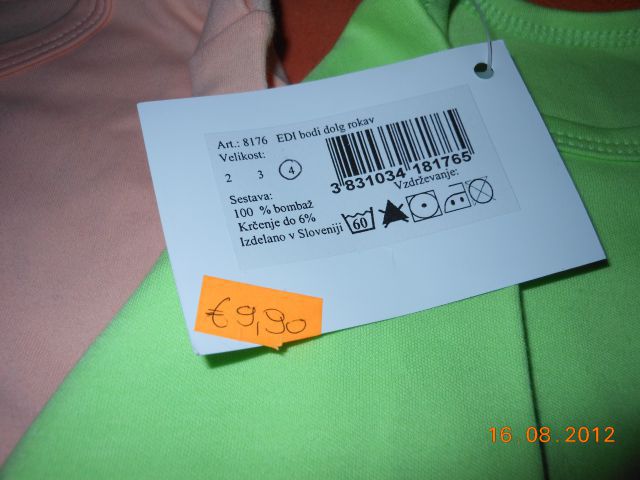 Art.: 8176 EDI bodi dolg rokav
Velikost:
2 3 4
Sestava:
100 % bombaž
Krčenje do 6%
Izdelano v Sloveniji
3 831034 181765
Vzdrževanje:
60
€ 9,90
16.08.2012